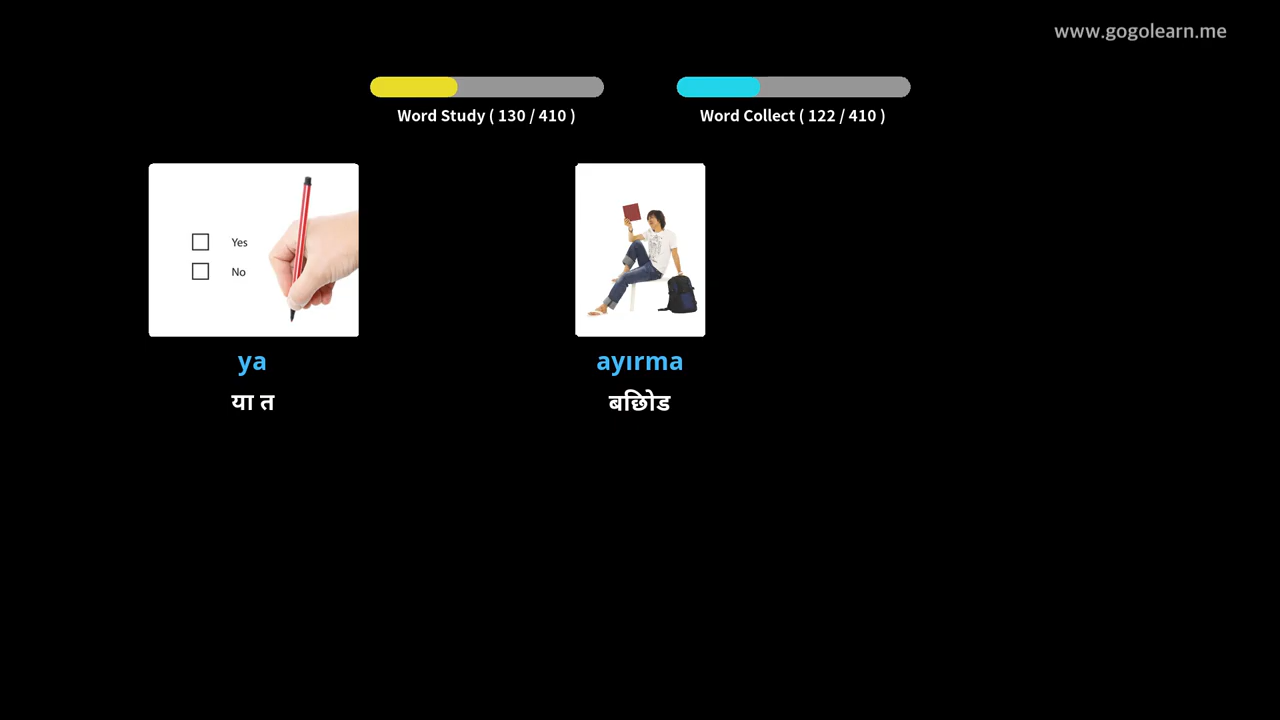 www.gogolearn.me
Word Study ( 130 / 410 )
Word Collect ( 122 / 410 )
Yes
No
ya
ayırma
या त
बछिोड